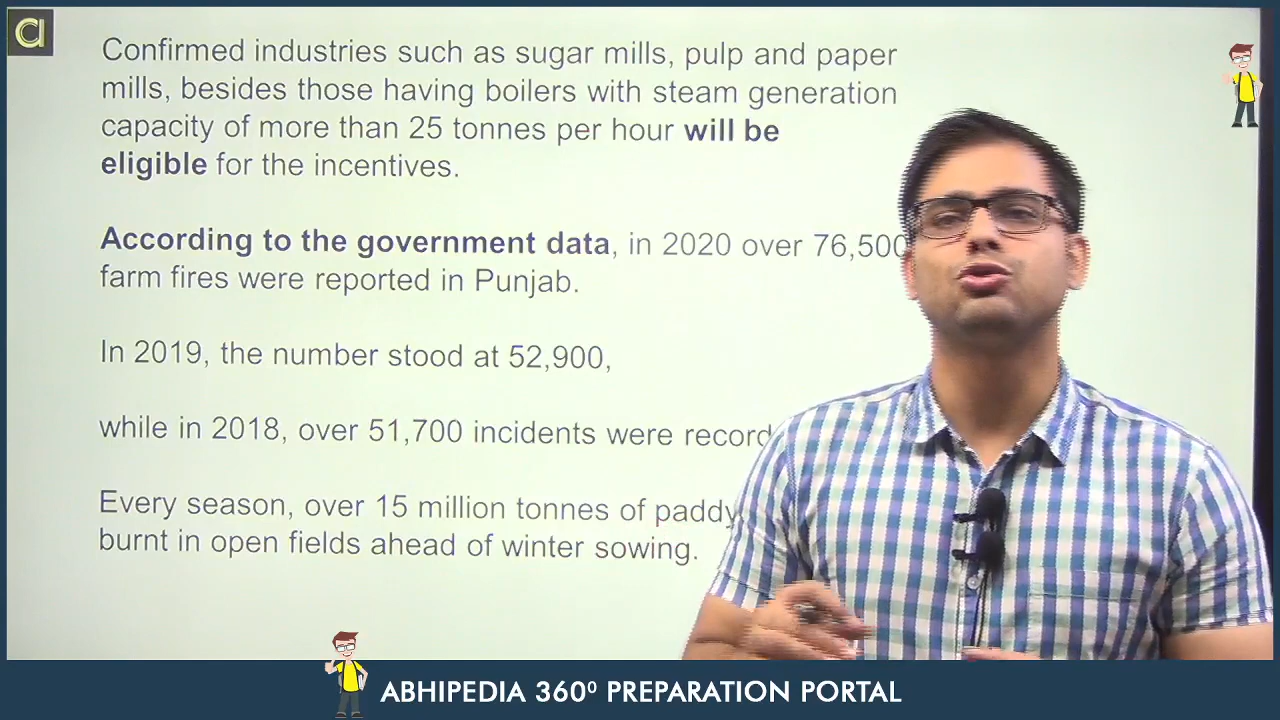 Confirmed industries such as sugar mills, pulp and paper
mills, besides those having boilers with steam generation
capacity of more than 25 tonnes per hour will be
eligible for the incentives.
According to the government data, in 2020 over 76,500
farm fires were reported in Punjab.
In 2019, the number stood at 52,900,
while in 2018, over 51,700 incidents were record
Every season, over 15 million tonnes of paddy
burnt in open fields ahead of winter sowing.
ABHIPEDIA 360º PREPARATION PORTAL